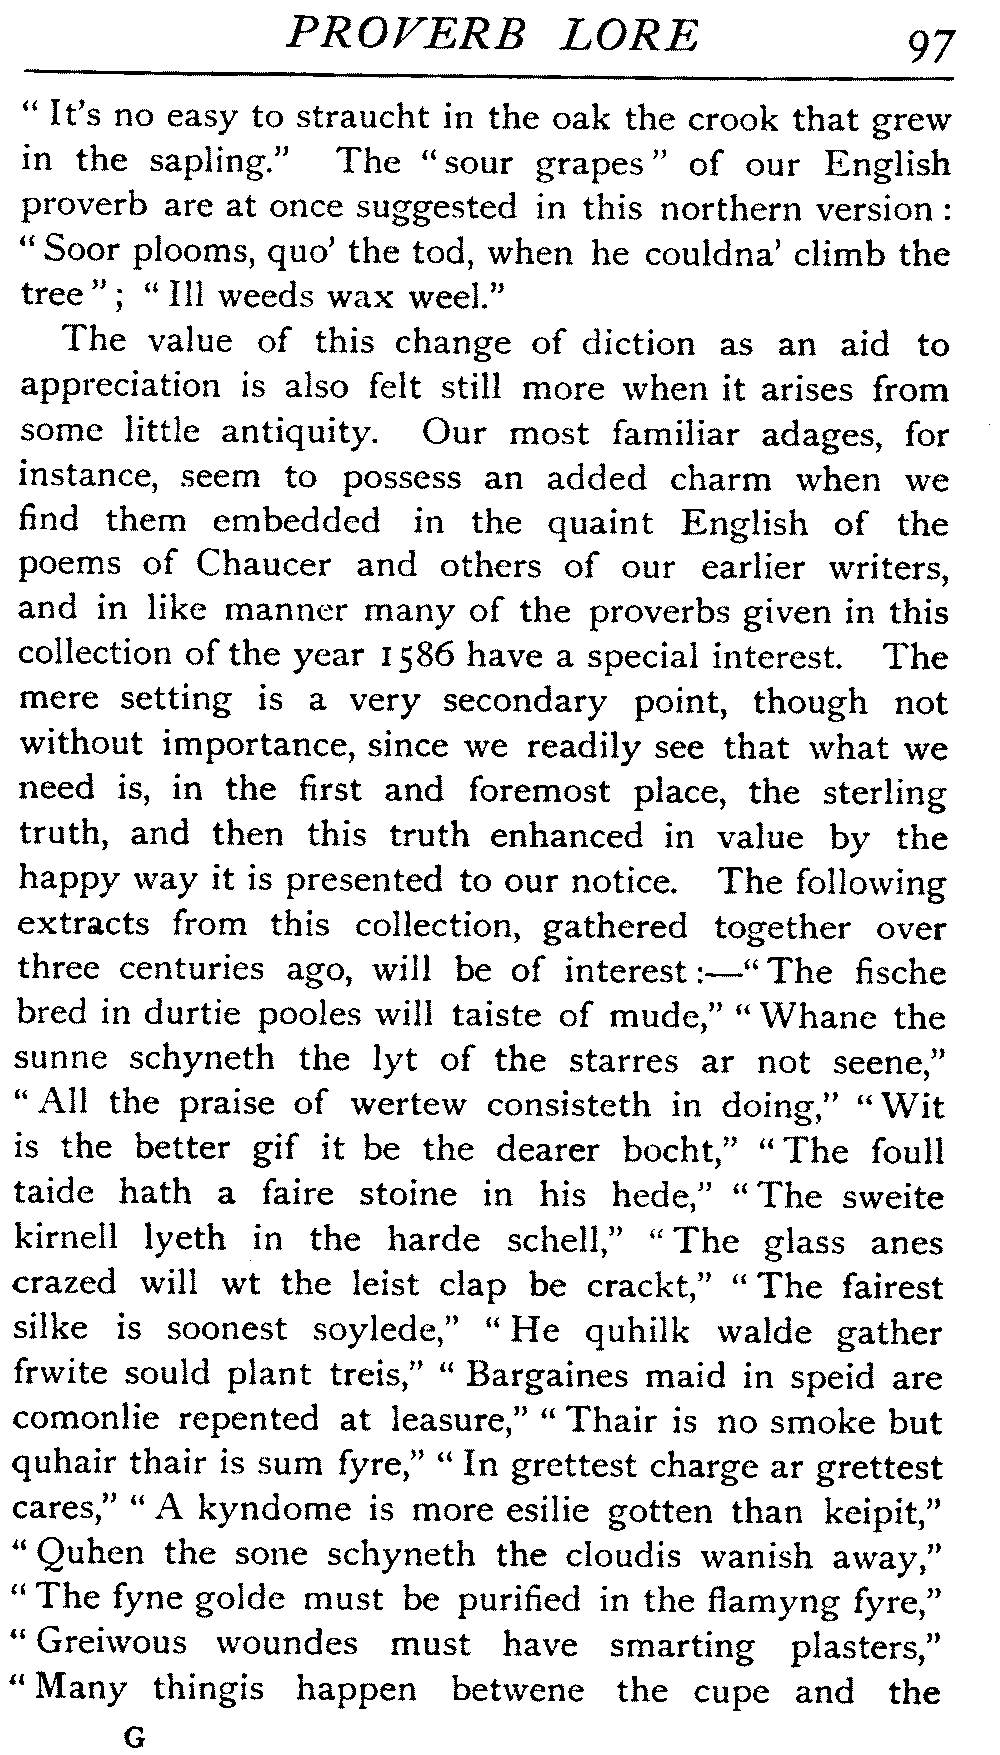 PROVERB LORE 97
“ It’s no easy to straucht in the oak the crook that grew
in the sapling.” The “sour grapes” of our English
proverb are at once suggested in this northern version :
“ Soor plooms, quo’ the tod, when he couldna’ climb the
tree”; “ Ill weeds wax weel.”
The value of this change of diction as an aid to
appreciation is also felt still more when it arises from
some little antiquity. Our most familiar adages, for
instance, seem to possess an added charm when we
find them embedded in the quaint English of the
poems of Chaucer and others of our earlier writers,
and in like manner many of the proverbs given in this
collection of the year 1586 have a special interest. The
mere setting is a very secondary point, though not
without importance, since we readily see that what we
need is, in the first and foremost place, the sterling
truth, and then this truth enhanced in value by the
happy way it is presented to our notice. The following
extracts from this collection, gathered together over
three centuries ago, will be of interest :—“ The fische
bred in durtie pooles will taiste of mude,” “ Whane the
sunne schyneth the lyt of the starres ar not seene,”
“ All the praise of wertew consisteth in doing,” “ Wit
is the better gif it be the dearer bocht,” “ The foull
taide hath a faire stoine in his hede,” “ The sweite
kirnell lyeth in the harde schell,” “ The glass anes
crazed will wt the leist clap be crackt,” “ The fairest
silke is soonest soylede,” “ He quhilk walde gather
frwite sould plant treis,” “ Bargaines maid in speid are
comonlie repented at leasure,” “ Thair is no smoke but
quhair thair is sum fyre,” “ In grettest charge ar grettest
cares,” “ A kyndome is more esilie gotten than keipit,”
“ Quhen the sone schyneth the cloudis wanish away,”
“ The fyne golde must be purified in the flamyng fyre,”
“ Greiwous woundes must have smarting plasters,”
“ Many thingis happen betwene the cupe and the
G